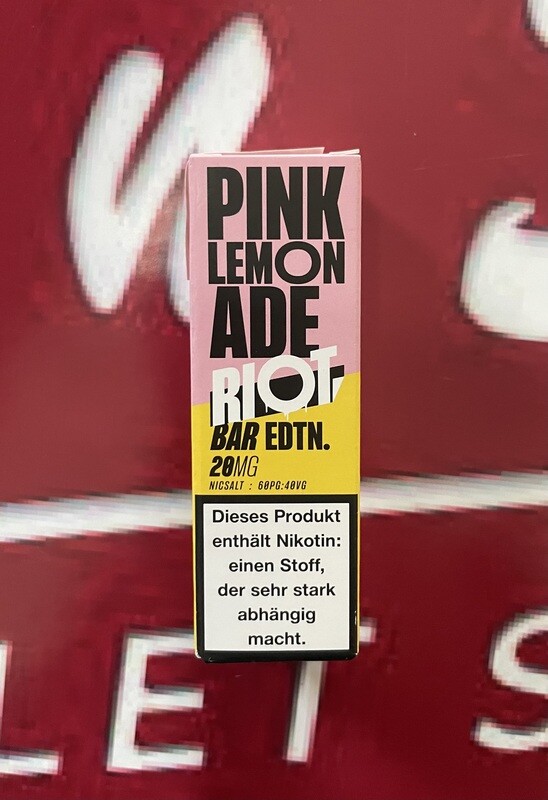 PINK
LEMON
ADE
RIOT
BAR EDTN.
20MG
NICSALT : 60PG:40VG
Dieses Produkt
enthält Nikotin:
einen Stoff,
der sehr stark
abhängig
macht.
LET S